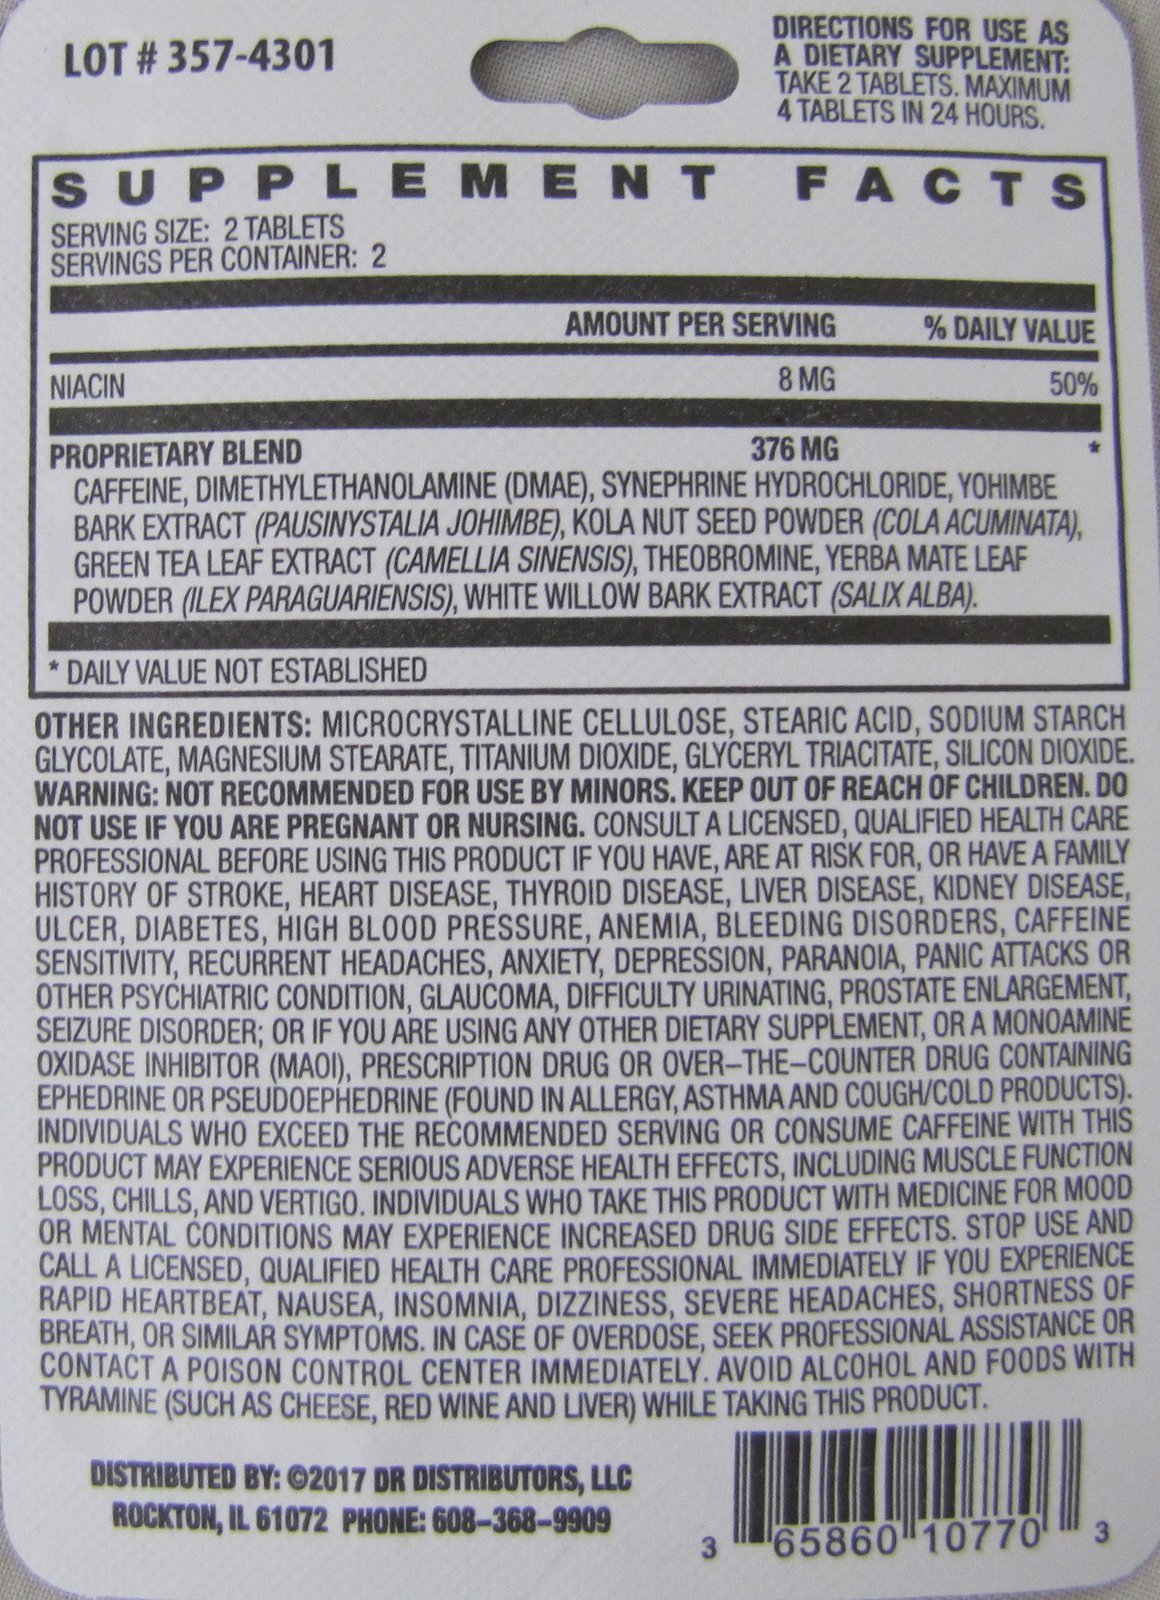 LOT # 357-4301
DIRECTIONS FOR USE AS
A DIETARY SUPPLEMENT:
TAKE 2 TABLETS. MAXIMUM
4 TABLETS IN 24 HOURS.
SUPPLEMENT FACTS
SERVING SIZE: 2 TABLETS
SERVINGS PER CONTAINER: 2
AMOUNT PER SERVING % DAILY VALUE
NIACIN 8 MG 50%
PROPRIETARY BLEND 376 MG *
CAFFEINE, DIMETHYLETHANOLAMINE (DMAE), SYNEPHRINE HYDROCHLORIDE, YOHIMBE
BARK EXTRACT (PAUSINYSTALIA JOHIMBE), KOLA NUT SEED POWDER (COLA ACUMINATA),
GREEN TEA LEAF EXTRACT (CAMELLIA SINENSIS), THEOBROMINE, YERBA MATE LEAF
POWDER (ILEX PARAGUARIENSIS), WHITE WILLOW BARK EXTRACT (SALIX ALBA).
* DAILY VALUE NOT ESTABLISHED
OTHER INGREDIENTS: MICROCRYSTALLINE CELLULOSE, STEARIC ACID, SODIUM STARCH
GLYCOLATE, MAGNESIUM STEARATE, TITANIUM DIOXIDE, GLYCERYL TRIACITATE, SILICON DIOXIDE.
WARNING: NOT RECOMMENDED FOR USE BY MINORS. KEEP OUT OF REACH OF CHILDREN. DO
NOT USE IF YOU ARE PREGNANT OR NURSING. CONSULT A LICENSED, QUALIFIED HEALTH CARE
PROFESSIONAL BEFORE USING THIS PRODUCT IF YOU HAVE, ARE AT RISK FOR, OR HAVE A FAMILY
HISTORY OF STROKE, HEART DISEASE, THYROID DISEASE, LIVER DISEASE, KIDNEY DISEASE,
ULCER, DIABETES, HIGH BLOOD PRESSURE, ANEMIA, BLEEDING DISORDERS, CAFFEINE
SENSITIVITY, RECURRENT HEADACHES, ANXIETY, DEPRESSION, PARANOIA, PANIC ATTACKS OR
OTHER PSYCHIATRIC CONDITION, GLAUCOMA, DIFFICULTY URINATING, PROSTATE ENLARGEMENT,
SEIZURE DISORDER; OR IF YOU ARE USING ANY OTHER DIETARY SUPPLEMENT, OR A MONOAMINE
OXIDASE INHIBITOR (MAOI), PRESCRIPTION DRUG OR OVER–THE–COUNTER DRUG CONTAINING
EPHEDRINE OR PSEUDOEPHEDRINE (FOUND IN ALLERGY, ASTHMA AND COUGH/COLD PRODUCTS).
INDIVIDUALS WHO EXCEED THE RECOMMENDED SERVING OR CONSUME CAFFEINE WITH THIS
PRODUCT MAY EXPERIENCE SERIOUS ADVERSE HEALTH EFFECTS, INCLUDING MUSCLE FUNCTION
LOSS, CHILLS, AND VERTIGO. INDIVIDUALS WHO TAKE THIS PRODUCT WITH MEDICINE FOR MOOD
OR MENTAL CONDITIONS MAY EXPERIENCE INCREASED DRUG SIDE EFFECTS. STOP USE AND
CALL A LICENSED, QUALIFIED HEALTH CARE PROFESSIONAL IMMEDIATELY IF YOU EXPERIENCE
RAPID HEARTBEAT, NAUSEA, INSOMNIA, DIZZINESS, SEVERE HEADACHES, SHORTNESS OF
BREATH, OR SIMILAR SYMPTOMS. IN CASE OF OVERDOSE, SEEK PROFESSIONAL ASSISTANCE OR
CONTACT A POISON CONTROL CENTER IMMEDIATELY. AVOID ALCOHOL AND FOODS WITH
TYRAMINE (SUCH AS CHEESE, RED WINE AND LIVER) WHILE TAKING THIS PRODUCT.
DISTRIBUTED BY: ©2017 DR DISTRIBUTORS, LLC
ROCKTON, IL 61072 PHONE: 608–368–9909
3 65860 10770 3